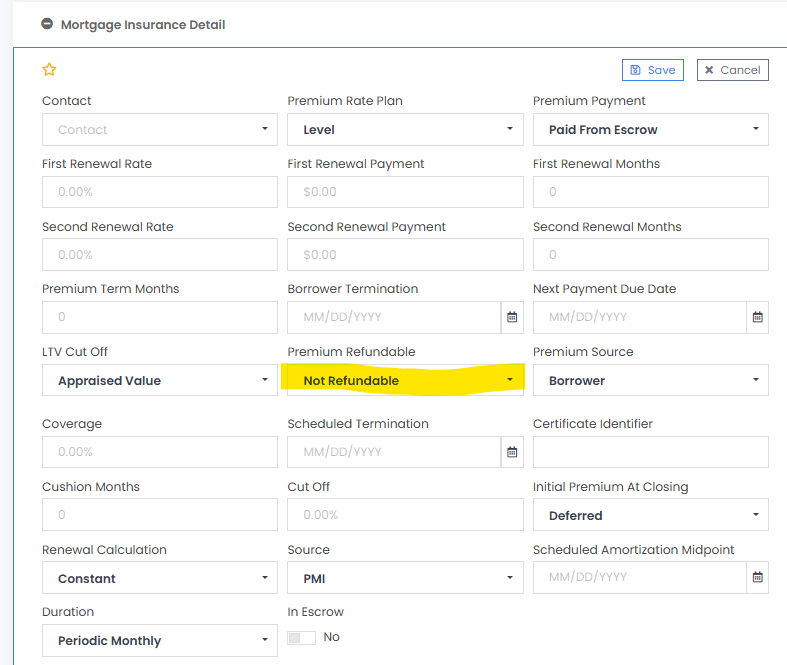 Mortgage Insurance Detail
Save Cancel
Contact Premium Rate Plan Premium Payment
Contact Level Paid From Escrow
First Renewal Rate First Renewal Payment First Renewal Months
0.00% $0.00 0
Second Renewal Rate Second Renewal Payment Second Renewal Months
0.00% $0.00 0
Premium Term Months Borrower Termination Next Payment Due Date
0 MM/DD/YYYY MM/DD/YYYY
LTV Cut Off Premium Refundable Premium Source
Appraised Value Not Refundable Borrower
Coverage Scheduled Termination Certificate Identifier
0.00% MM/DD/YYYY
Cushion Months Cut Off Initial Premium At Closing
0 0.00% Deferred
Renewal Calculation Source Scheduled Amortization Midpoint
Constant PMI MM/DD/YYYY
Duration In Escrow
Periodic Monthly No